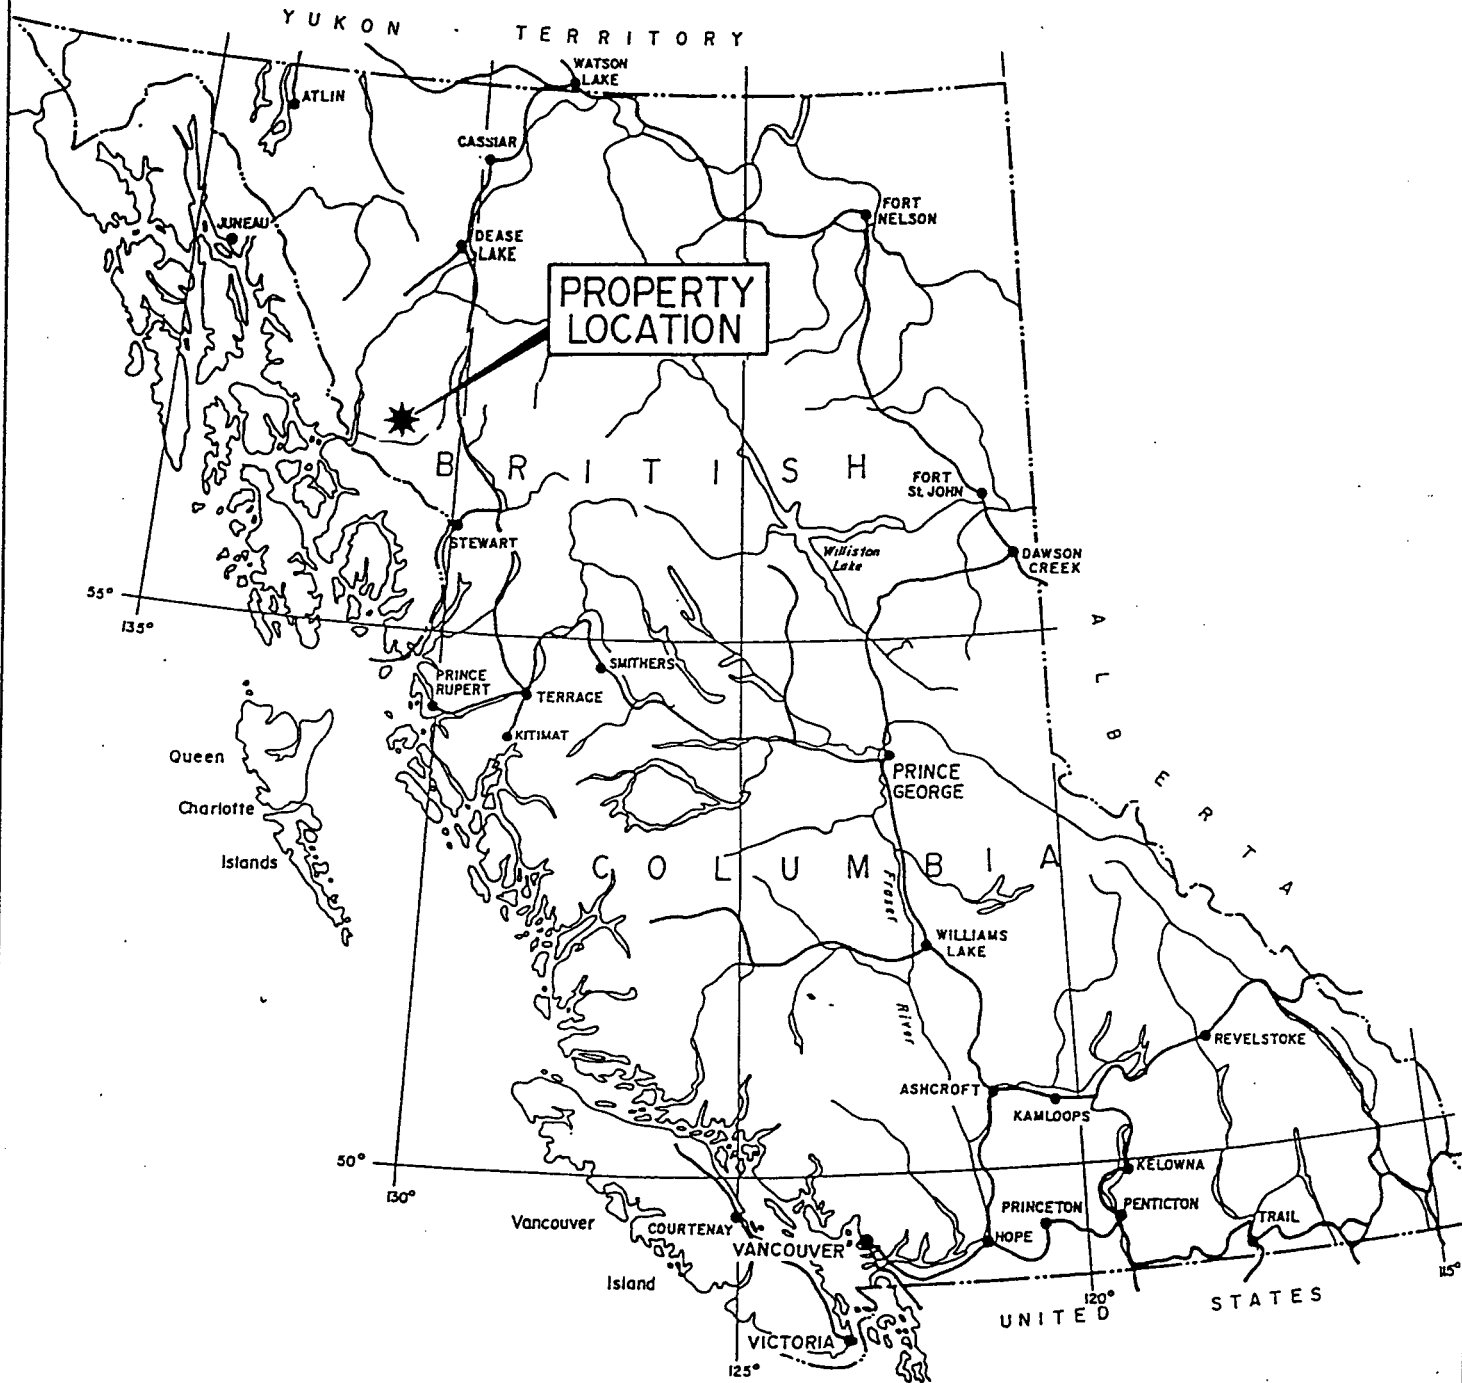 YUKON TERRITORY
WATSON
LAKE
ATLIN
CASSIAR
JUNEAU
DEASE
LAKE
FORT
NELSON
PROPERTY
LOCATION
BRITISH
FORT
St. JOHN
STEWART
Williston
Lake
DAWSON
CREEK
55°
135°
ALBERTA
SMITHERS
PRINCE
RUPERT
TERRACE
KITIMAT
Queen
Charlotte
Islands
PRINCE
GEORGE
COLUMBIA
Fraser
River
WILLIAMS
LAKE
REVELSTOKE
ASHCROFT
KAMLOOPS
50°
130°
KELOWNA
PRINCETON
PENTICTON
TRAIL
HOPE
Vancouver
Island
COURTENAY
VANCOUVER
VICTORIA
125°
120°
115°
UNITED STATES